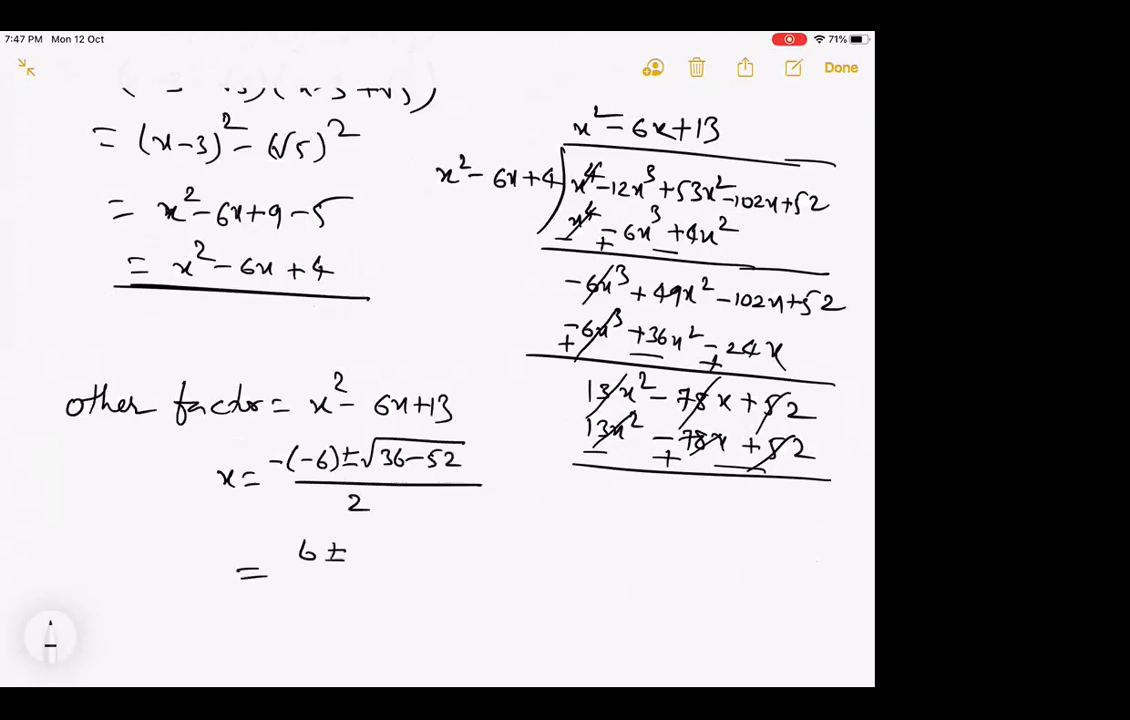 7:47 PM Mon 12 Oct
71%
Done
= (x-3)² - (√5)²
= x² - 6x + 9 - 5
= x² - 6x + 4
x² - 6x + 13
x² - 6x + 4 ) x⁴ - 12x³ + 53x² - 102x + 52
x⁴ - 6x³ + 4x²
- + -
- 6x³ + 49x² - 102x + 52
- 6x³ + 36x² - 24x
+ - +
13x² - 78x + 52
13x² - 78x + 52
- + -
other factor = x² - 6x + 13
x = -(-6) ± √36-52
2
= 6 ±